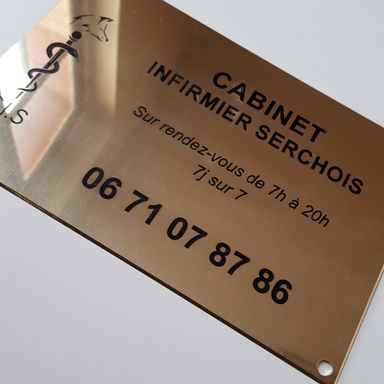 CABINET
INFIRMIER SERCHOIS
Sur rendez-vous de 7h à 20h
7j sur 7
06 71 07 87 86
.S